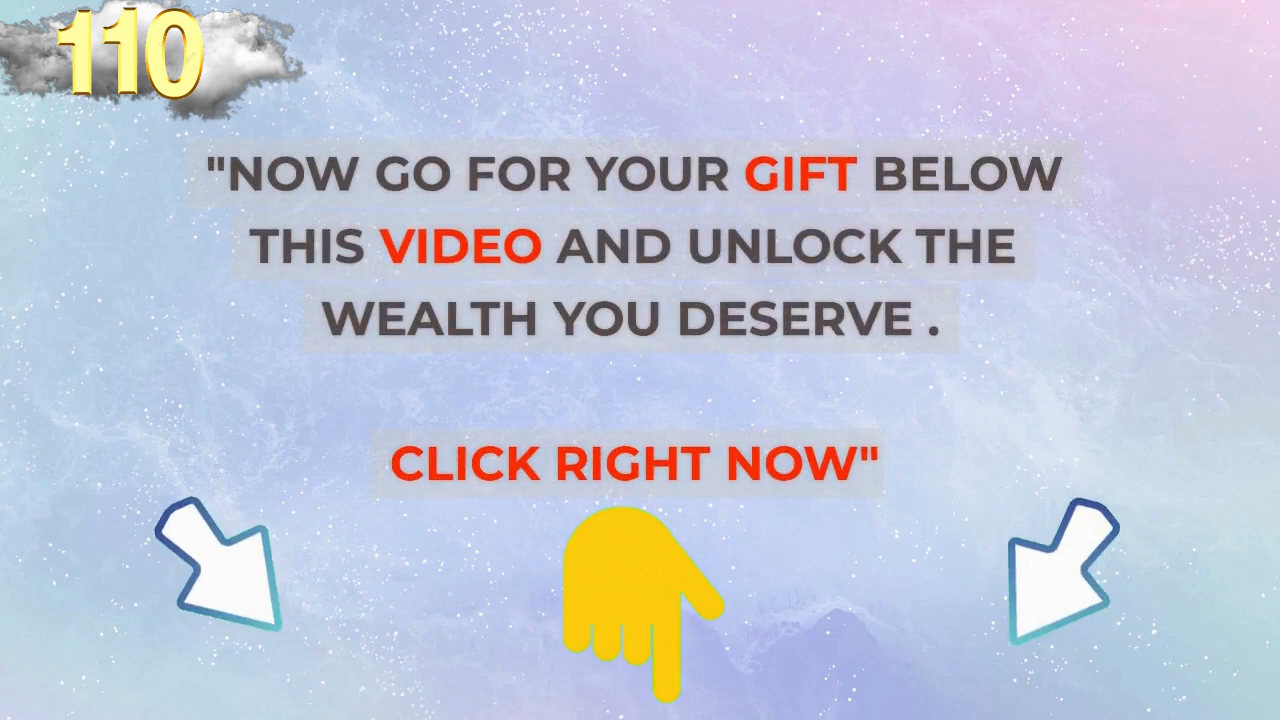 110
"NOW GO FOR YOUR GIFT BELOW
THIS VIDEO AND UNLOCK THE
WEALTH YOU DESERVE .
CLICK RIGHT NOW"